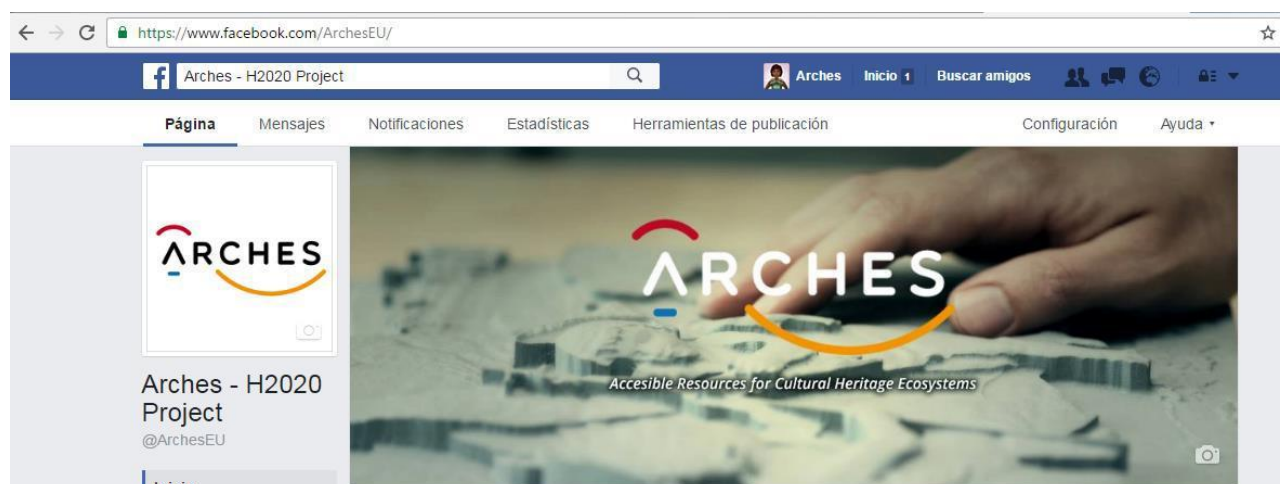 https://www.facebook.com/ArchesEU/
Arches - H2020 Project
Arches Inicio 1 Buscar amigos
Página Mensajes Notificaciones Estadísticas Herramientas de publicación Configuración Ayuda
ARCHES
ARCHES
Accesible Resources for Cultural Heritage Ecosystems
Arches - H2020
Project
@ArchesEU